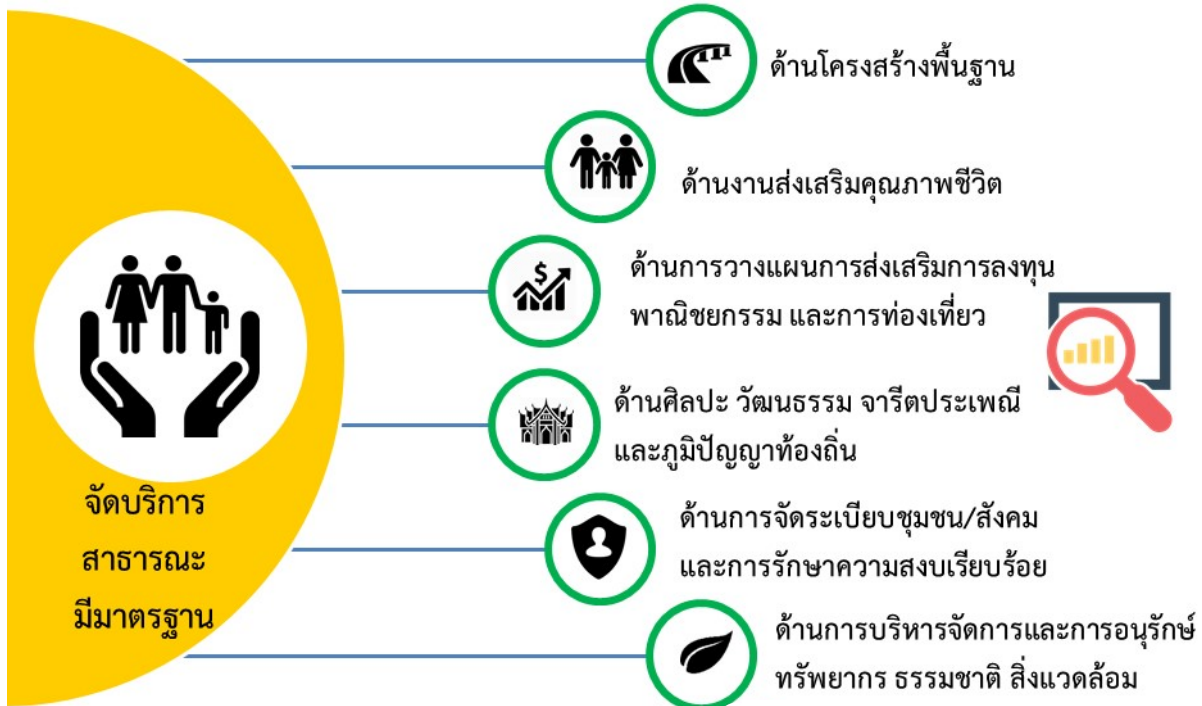 ด้านโครงสร้างพื้นฐาน
ด้านงานส่งเสริมคุณภาพชีวิต
ด้านการวางแผนการส่งเสริมการลงทุน
พาณิชยกรรม และการท่องเที่ยว
ด้านศิลปะ วัฒนธรรม จารีตประเพณี
และภูมิปัญญาท้องถิ่น
ด้านการจัดระเบียบชุมชน/สังคม
และการรักษาความสงบเรียบร้อย
ด้านการบริหารจัดการและการอนุรักษ์
ทรัพยากร ธรรมชาติ สิ่งแวดล้อม
จัดบริการ
สาธารณะ
มีมาตรฐาน